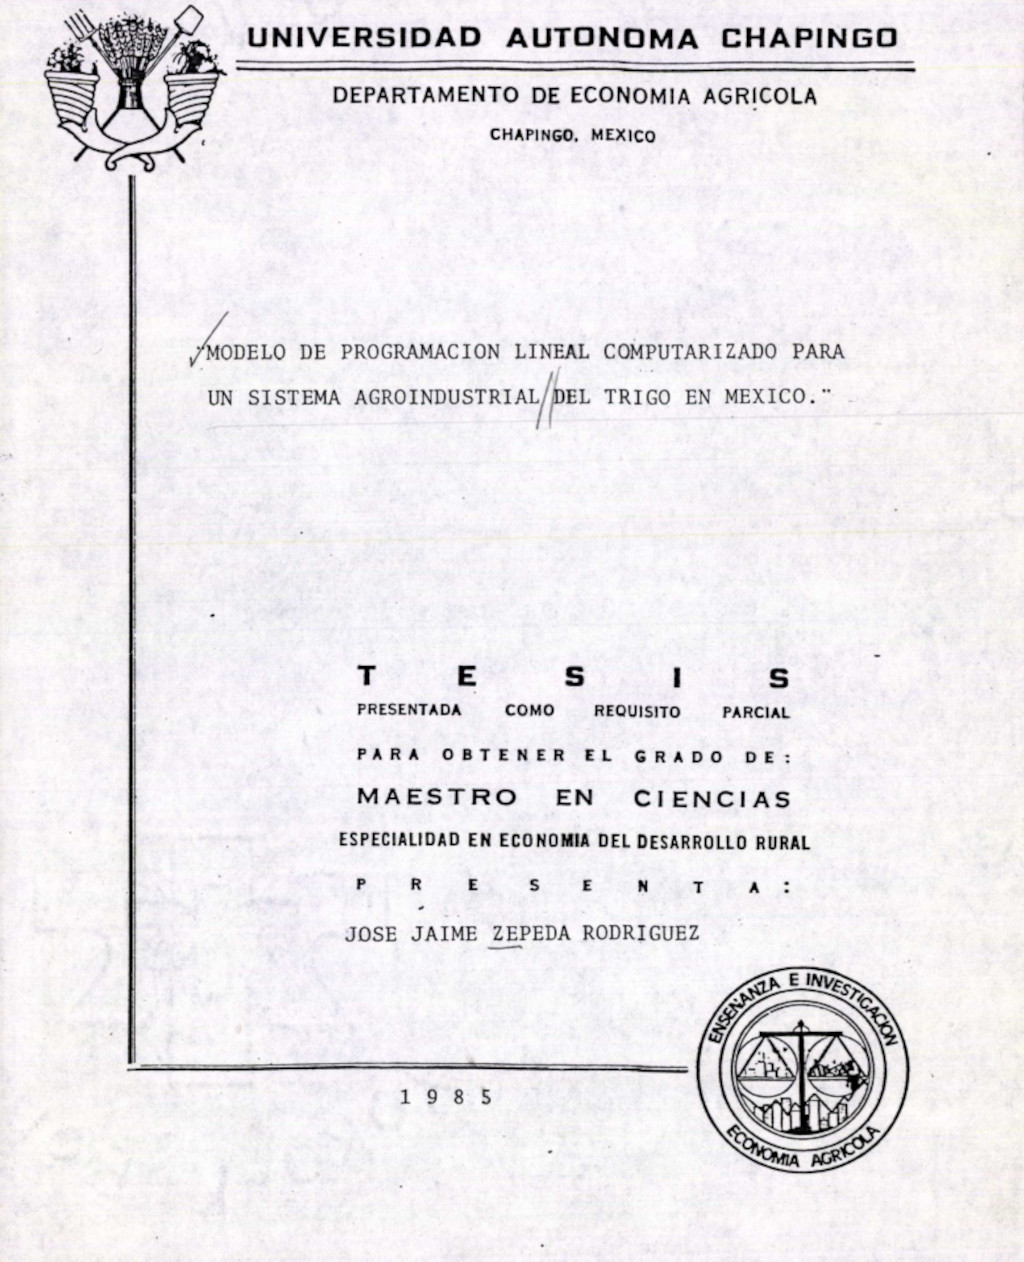 UNIVERSIDAD AUTONOMA CHAPINGO
DEPARTAMENTO DE ECONOMIA AGRICOLA
CHAPINGO, MEXICO
"MODELO DE PROGRAMACION LINEAL COMPUTARIZADO PARA
UN SISTEMA AGROINDUSTRIAL DEL TRIGO EN MEXICO."
TESIS
PRESENTADA COMO REQUISITO PARCIAL
PARA OBTENER EL GRADO DE:
MAESTRO EN CIENCIAS
ESPECIALIDAD EN ECONOMIA DEL DESARROLLO RURAL
PRESENTA:
JOSE JAIME ZEPEDA RODRIGUEZ
ENSEÑANZA E INVESTIGACION
ECONOMIA AGRICOLA
1985